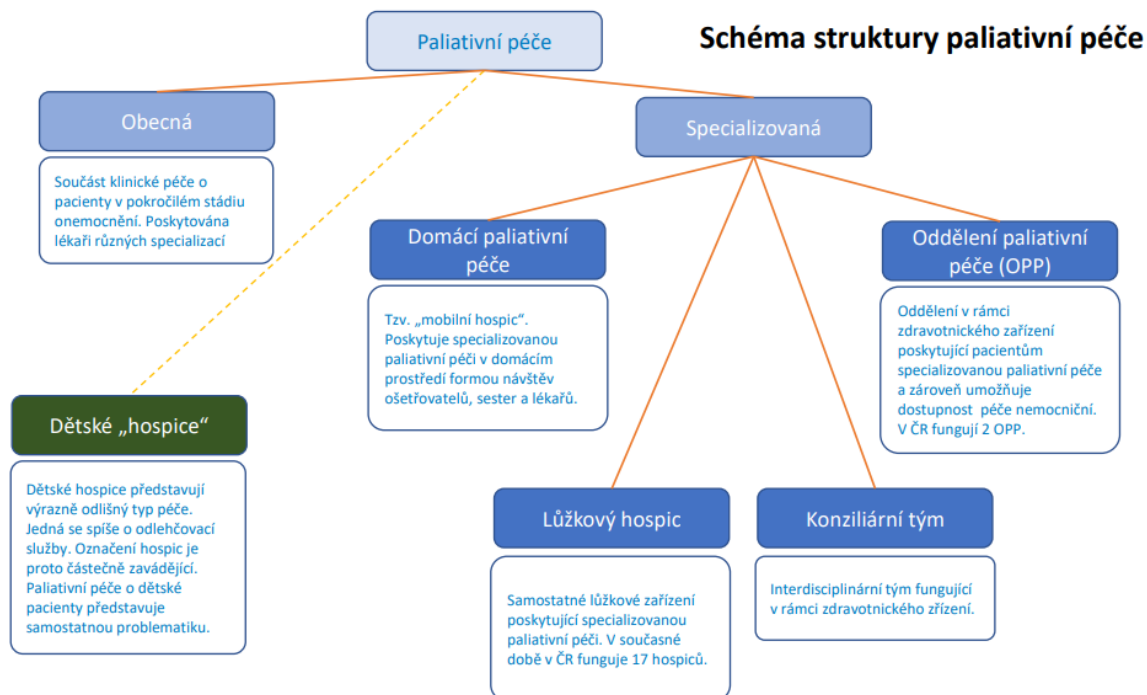 Schéma struktury paliativní péče
Paliativní péče
Obecná
Součást klinické péče o
pacienty v pokročilém stádiu
onemocnění. Poskytována
lékaři různých specializací
Specializovaná
Domácí paliativní
péče
Tzv. „mobilní hospic“.
Poskytuje specializovanou
paliativní péči v domácím
prostředí formou návštěv
ošetřovatelů, sester a lékařů.
Oddělení paliativní
péče (OPP)
Oddělení v rámci
zdravotnického zařízení
poskytující pacientům
specializovanou paliativní péče
a zároveň umožňuje
dostupnost péče nemocniční.
V ČR fungují 2 OPP.
Dětské „hospice“
Dětské hospice představují
výrazně odlišný typ péče.
Jedná se spíše o odlehčovací
služby. Označení hospic je
proto částečně zavádějící.
Paliativní péče o dětské
pacienty představuje
samostatnou problematiku.
Lůžkový hospic
Samostatné lůžkové zařízení
poskytující specializovanou
paliativní péči. V současné
době v ČR funguje 17 hospiců.
Konziliární tým
Interdisciplinární tým fungující
v rámci zdravotnického zřízení.